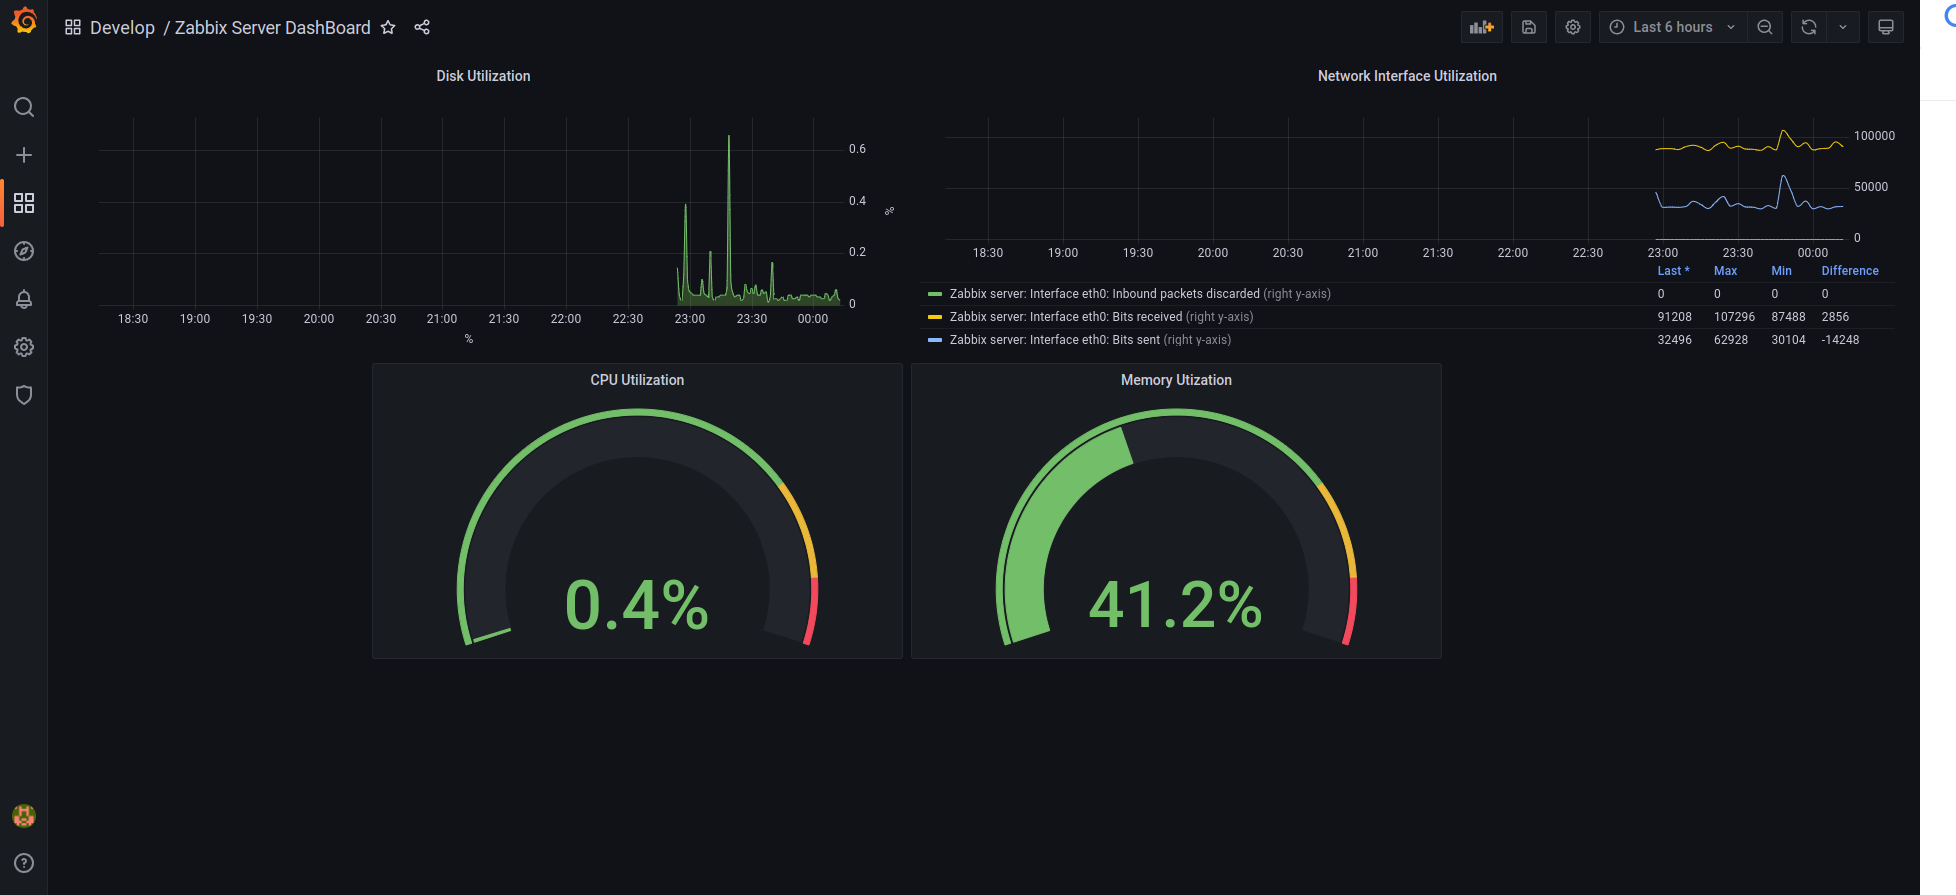 Develop / Zabbix Server DashBoard
Last 6 hours
Disk Utilization
0.6
0.4
0.2
0
%
18:30 19:00 19:30 20:00 20:30 21:00 21:30 22:00 22:30 23:00 23:30 00:00
%
Network Interface Utilization
100000
50000
0
18:30 19:00 19:30 20:00 20:30 21:00 21:30 22:00 22:30 23:00 23:30 00:00
Last * Max Min Difference
Zabbix server: Interface eth0: Inbound packets discarded (right y-axis) 0 0 0 0
Zabbix server: Interface eth0: Bits received (right y-axis) 91208 107296 87488 2856
Zabbix server: Interface eth0: Bits sent (right y-axis) 32496 62928 30104 -14248
CPU Utilization
0.4%
Memory Utization
41.2%